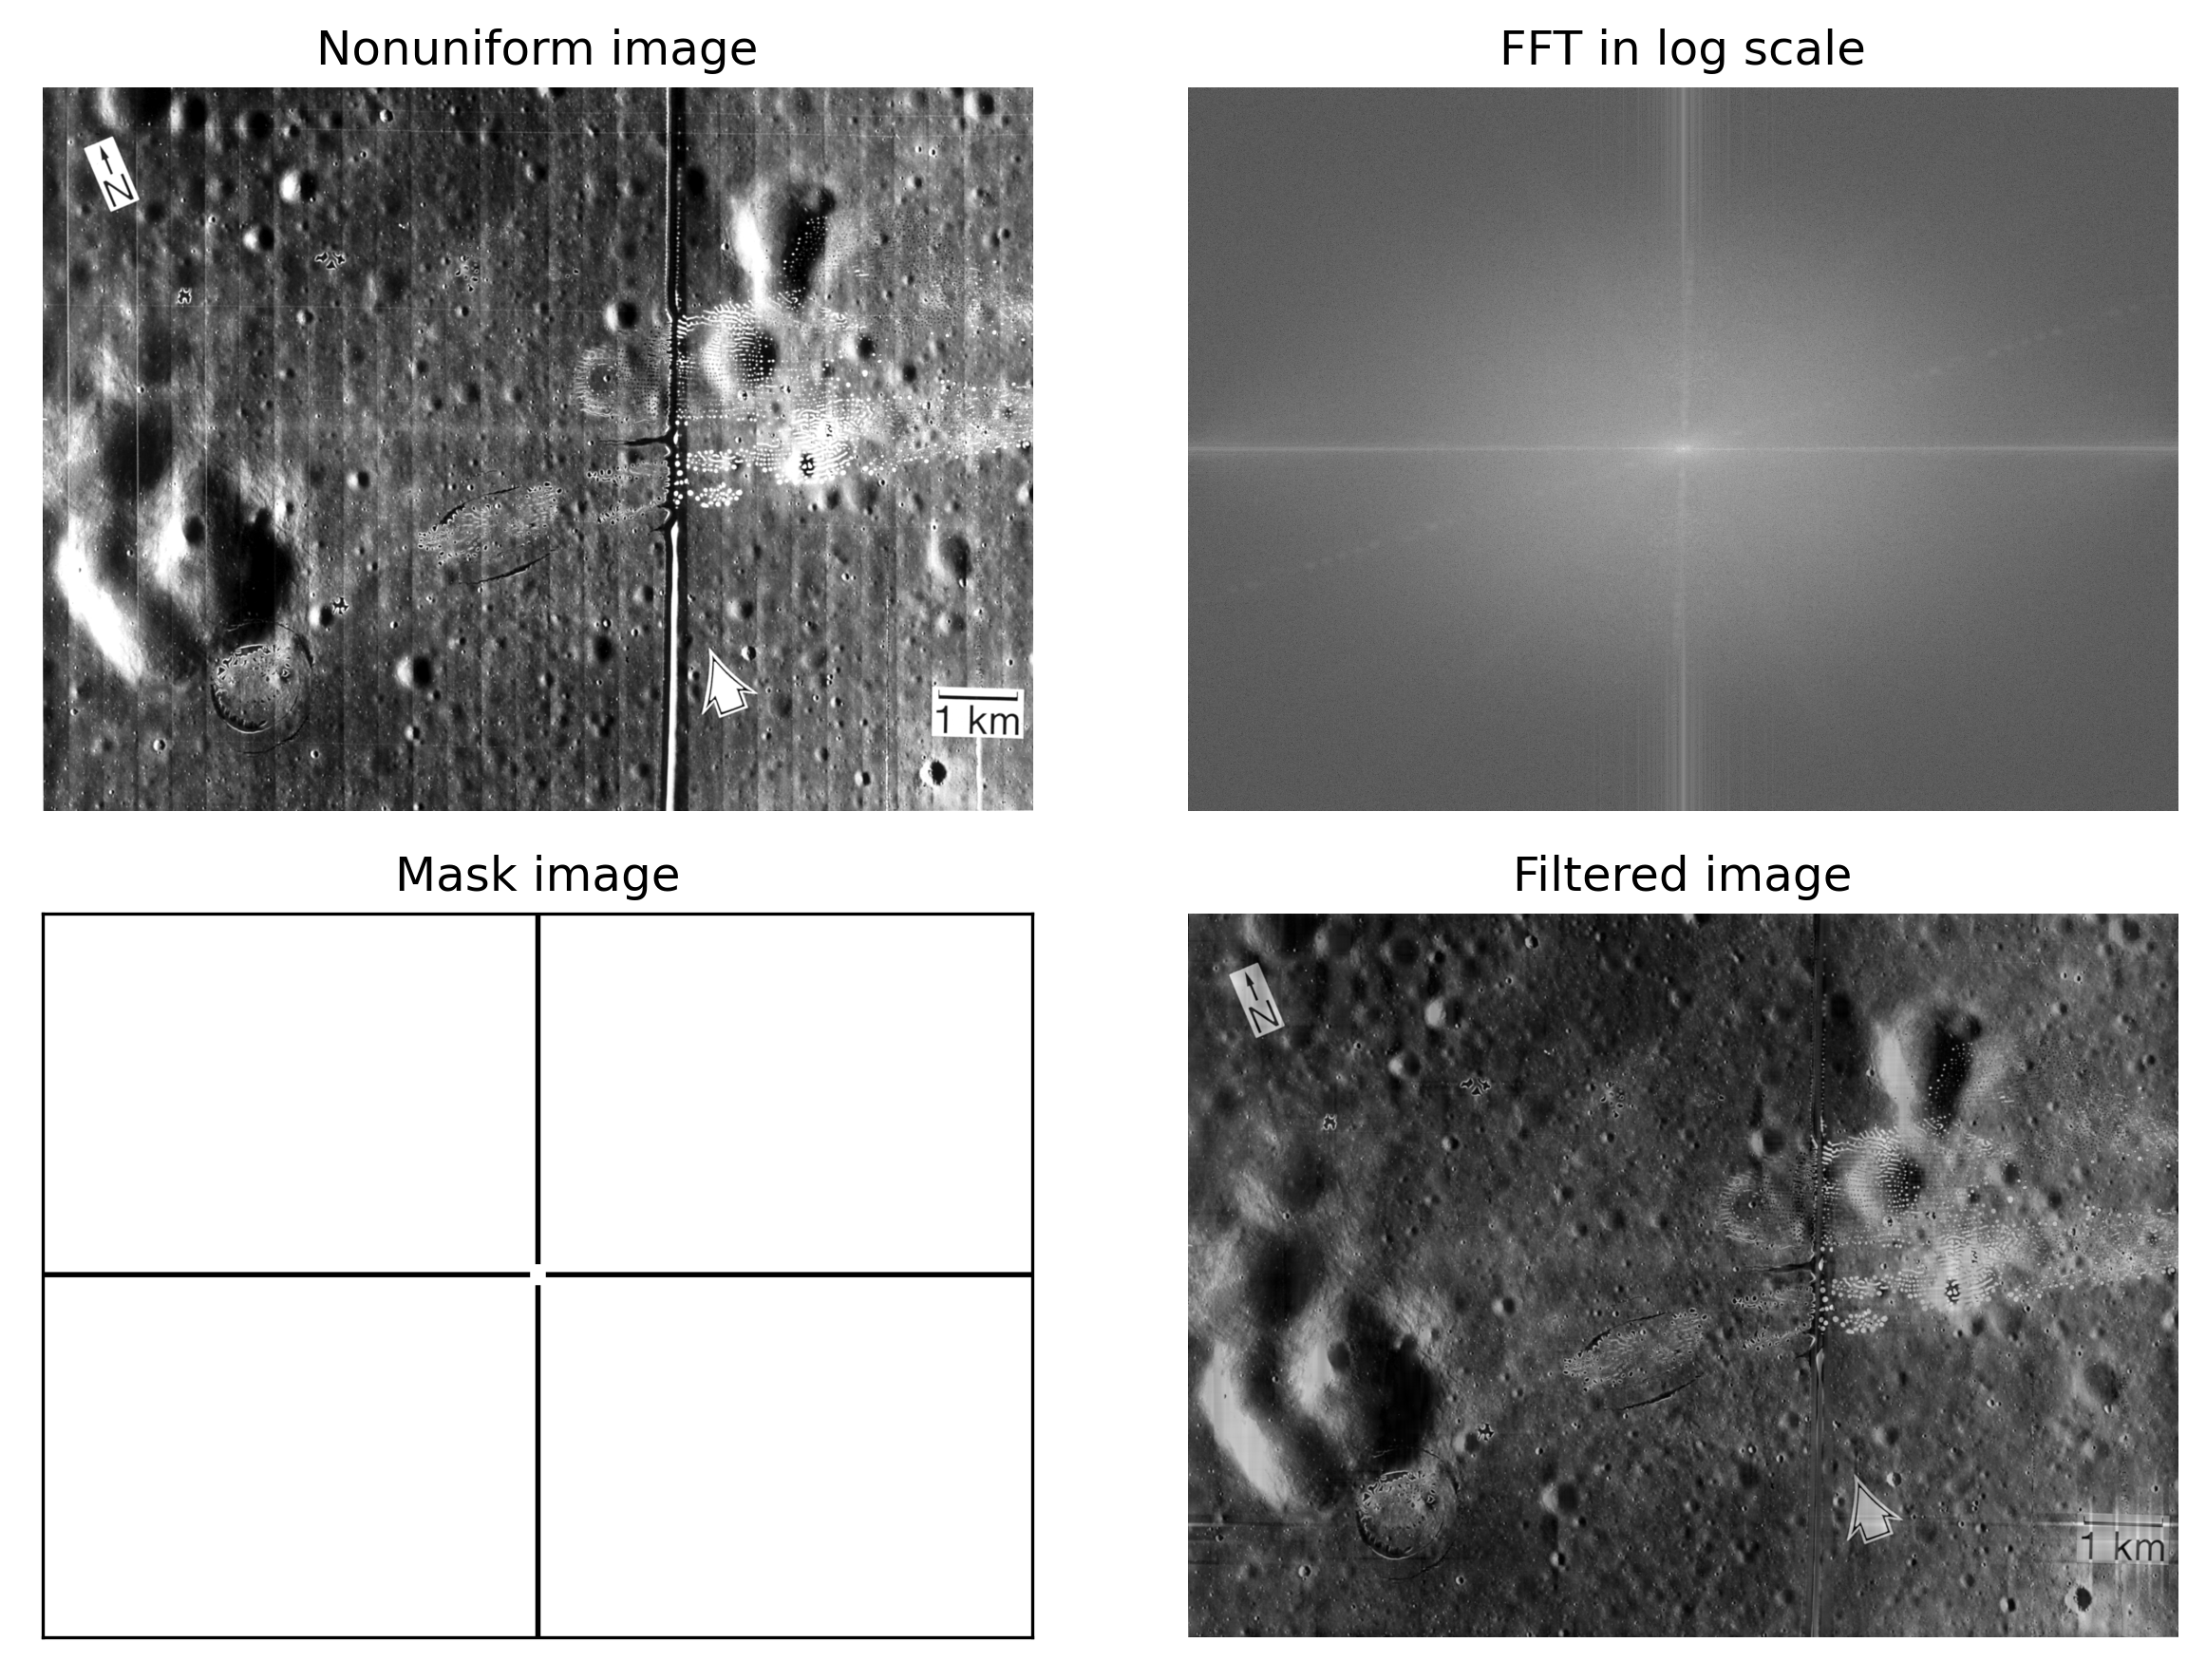 Nonuniform image
FFT in log scale
N
1 km
Mask image
Filtered image
N
1 km